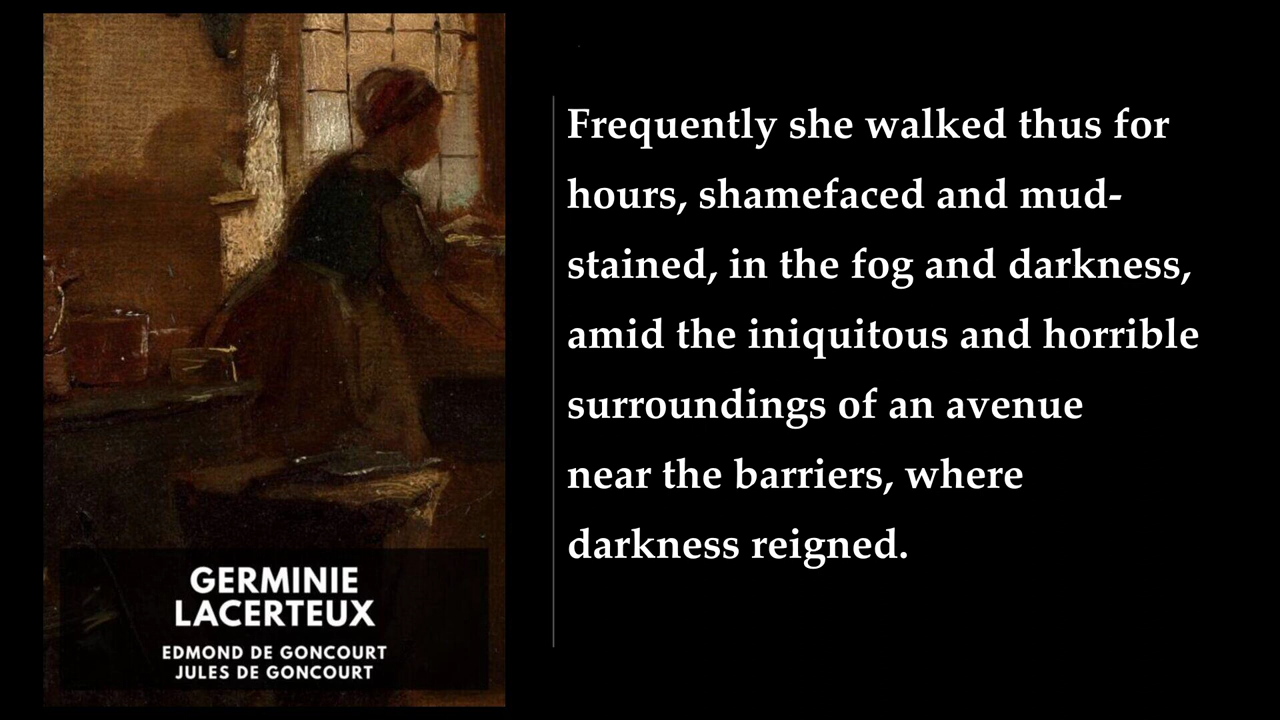 Frequently she walked thus for
hours, shamefaced and mud-
stained, in the fog and darkness,
amid the iniquitous and horrible
surroundings of an avenue
near the barriers, where
darkness reigned.
GERMINIE
LACERTEUX
EDMOND DE GONCOURT
JULES DE GONCOURT